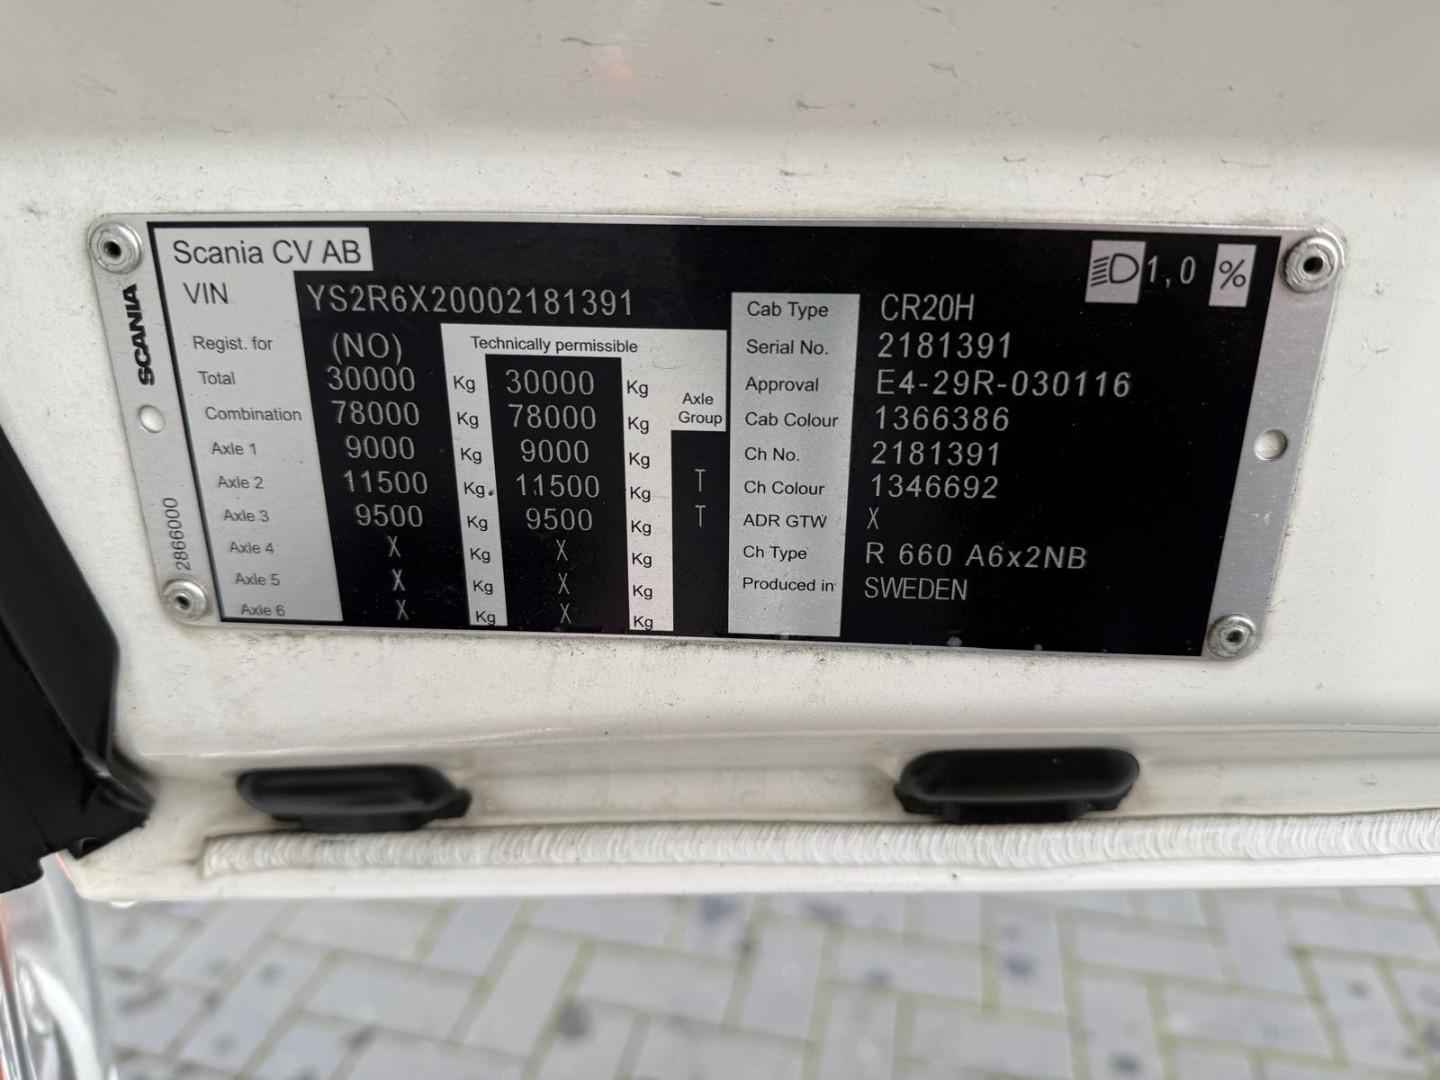 Scania CV AB
1,0 %
VIN YS2R6X20002181391
SCANIA
2866000
Regist. for (NO) Technically permissible
Total 30000 Kg 30000 Kg
Axle Group
Combination 78000 Kg 78000 Kg
Axle 1 9000 Kg 9000 Kg
Axle 2 11500 Kg 11500 Kg T
Axle 3 9500 Kg 9500 Kg T
Axle 4 X Kg X Kg
Axle 5 X Kg X Kg
Axle 6 X Kg X Kg
Cab Type CR20H
Serial No. 2181391
Approval E4-29R-030116
Cab Colour 1366386
Ch No. 2181391
Ch Colour 1346692
ADR GTW X
Ch Type R 660 A6x2NB
Produced in SWEDEN